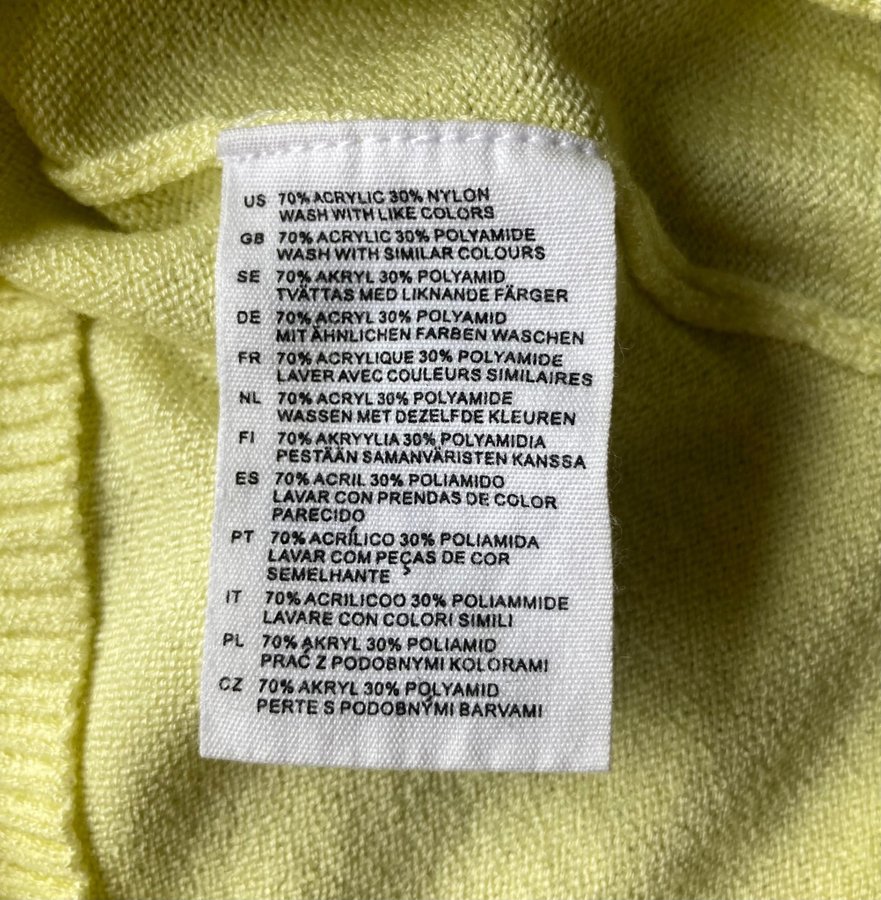 US 70% ACRYLIC 30% NYLON
WASH WITH LIKE COLORS
GB 70% ACRYLIC 30% POLYAMIDE
WASH WITH SIMILAR COLOURS
SE 70% AKRYL 30% POLYAMID
TVÄTTAS MED LIKNANDE FÄRGER
DE 70% ACRYL 30% POLYAMID
MIT ÄHNLICHEN FARBEN WASCHEN
FR 70% ACRYLIQUE 30% POLYAMIDE
LAVER AVEC COULEURS SIMILAIRES
NL 70% ACRYL 30% POLYAMIDE
WASSEN MET DEZELFDE KLEUREN
FI 70% AKRYYLIA 30% POLYAMIDIA
PESTÄÄN SAMANVÄRISTEN KANSSA
ES 70% ACRIL 30% POLIAMIDO
LAVAR CON PRENDAS DE COLOR
PARECIDO
PT 70% ACRÍLICO 30% POLIAMIDA
LAVAR COM PEÇAS DE COR
SEMELHANTE
IT 70% ACRILICOO 30% POLIAMMIDE
LAVARE CON COLORI SIMILI
PL 70% AKRYL 30% POLIAMID
PRAĆ Z PODOBNYMI KOLORAMI
CZ 70% AKRYL 30% POLYAMID
PERTE S PODOBNÝMI BARVAMI